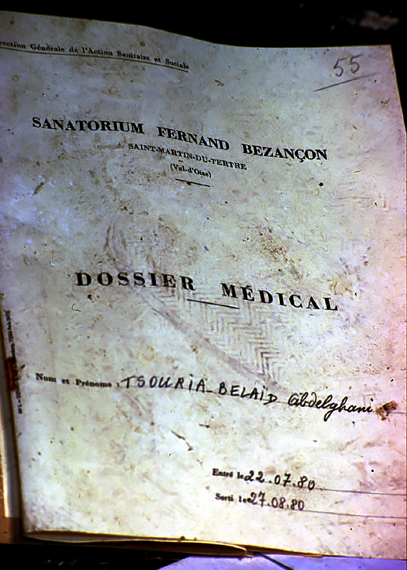 Direction Générale de l'Action Sanitaire et Sociale
55
SANATORIUM FERNAND BEZANÇON
SAINT-MARTIN-DU-TERTRE
(Val-d'Oise)
DOSSIER MÉDICAL
Nom et Prénoms : TSOURIA-BELAID Abdelghani
Entré le 22.07.80
Sorti le 27.08.80